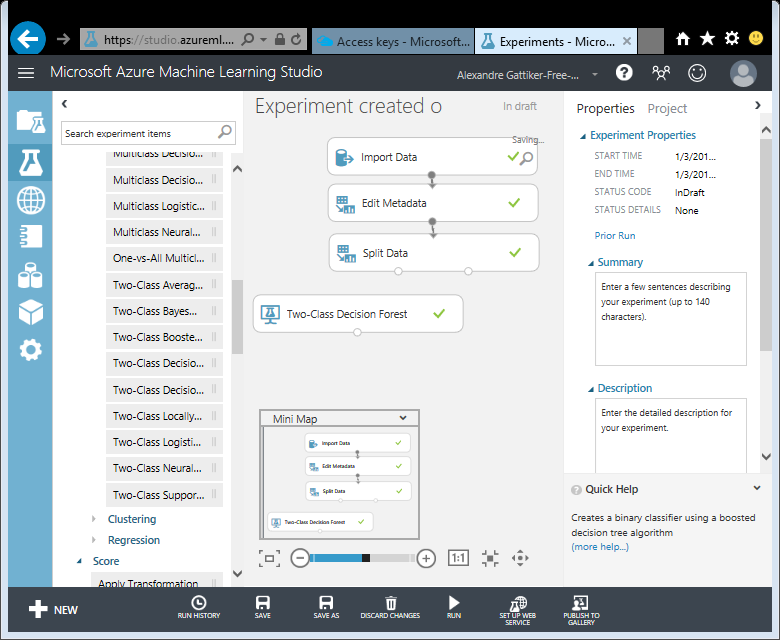 https://studio.azureml....
Access keys - Microsoft...
Experiments - Micro...
Microsoft Azure Machine Learning Studio
Alexandre Gattiker-Free-...
Search experiment items
Multiclass Decisio...
Multiclass Decisio...
Multiclass Logistic...
Multiclass Neural...
One-vs-All Multicl...
Two-Class Averag...
Two-Class Bayes...
Two-Class Booste...
Two-Class Decisio...
Two-Class Decisio...
Two-Class Locally...
Two-Class Logisti...
Two-Class Neural...
Two-Class Suppor...
Clustering
Regression
Score
Apply Transformation
Experiment created o
In draft
Saving...
Import Data
Edit Metadata
Split Data
Two-Class Decision Forest
Mini Map
Import Data
Edit Metadata
Split Data
Two-Class Decision Forest
1:1
Properties
Project
Experiment Properties
START TIME 1/3/201...
END TIME 1/3/201...
STATUS CODE InDraft
STATUS DETAILS None
Prior Run
Summary
Enter a few sentences describing
your experiment (up to 140
characters).
Description
Enter the detailed description for
your experiment.
Quick Help
Creates a binary classifier using a boosted
decision tree algorithm
(more help...)
NEW
RUN HISTORY
SAVE
SAVE AS
DISCARD CHANGES
RUN
SET UP WEB
SERVICE
PUBLISH TO
GALLERY